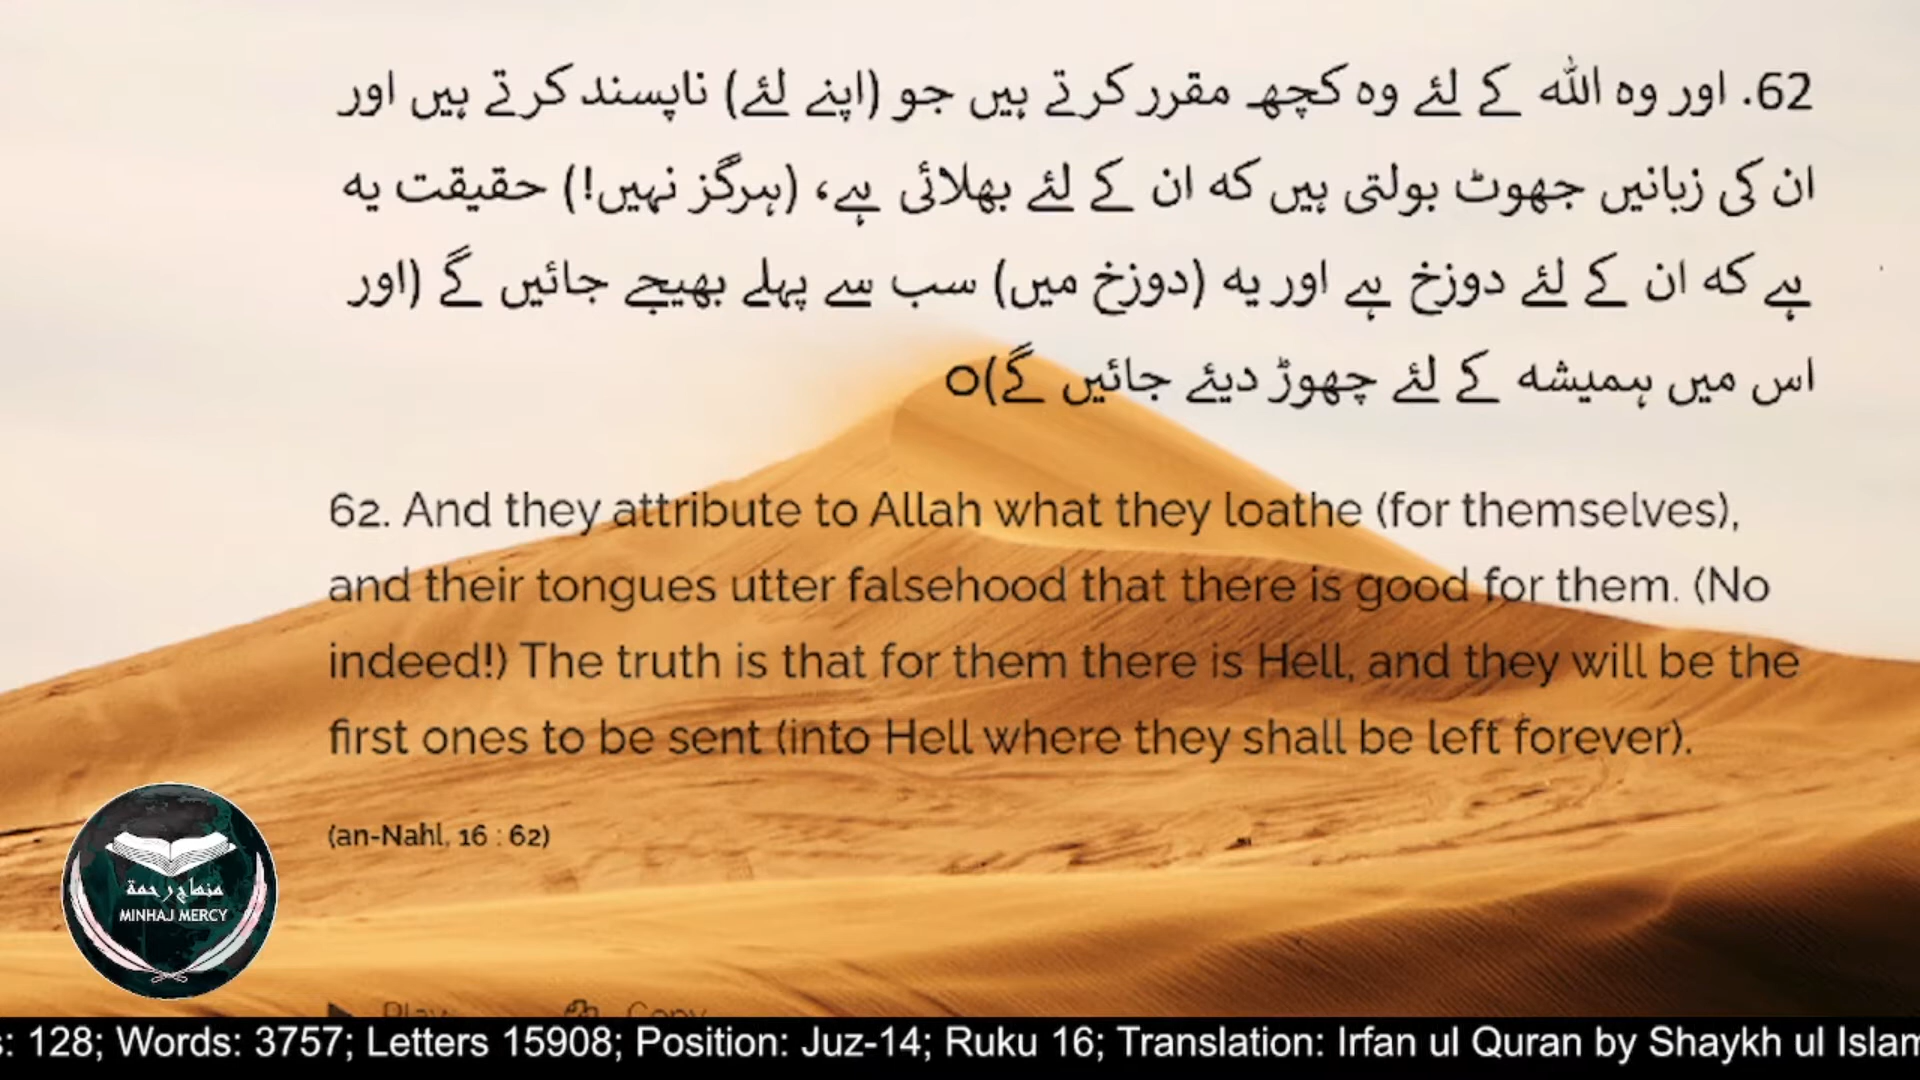 62. اور وہ اللہ کے لئے وہ کچھ مقرر کرتے ہیں جو (اپنے لئے) ناپسند کرتے ہیں اور
ان کی زبانیں جھوٹ بولتی ہیں کہ ان کے لئے بھلائی ہے، (ہرگز نہیں!) حقیقت یہ
ہے کہ ان کے لئے دوزخ ہے اور یہ (دوزخ میں) سب سے پہلے بھیجے جائیں گے (اور
اس میں ہمیشہ کے لئے چھوڑ دیئے جائیں گے)o
62. And they attribute to Allah what they loathe (for themselves),
and their tongues utter falsehood that there is good for them. (No
indeed!) The truth is that for them there is Hell, and they will be the
first ones to be sent (into Hell where they shall be left forever).
(an-Nahl, 16 : 62)
منهاج رحمة
MINHAJ MERCY
Play Copy
s: 128; Words: 3757; Letters 15908; Position: Juz-14; Ruku 16; Translation: Irfan ul Quran by Shaykh ul Islam